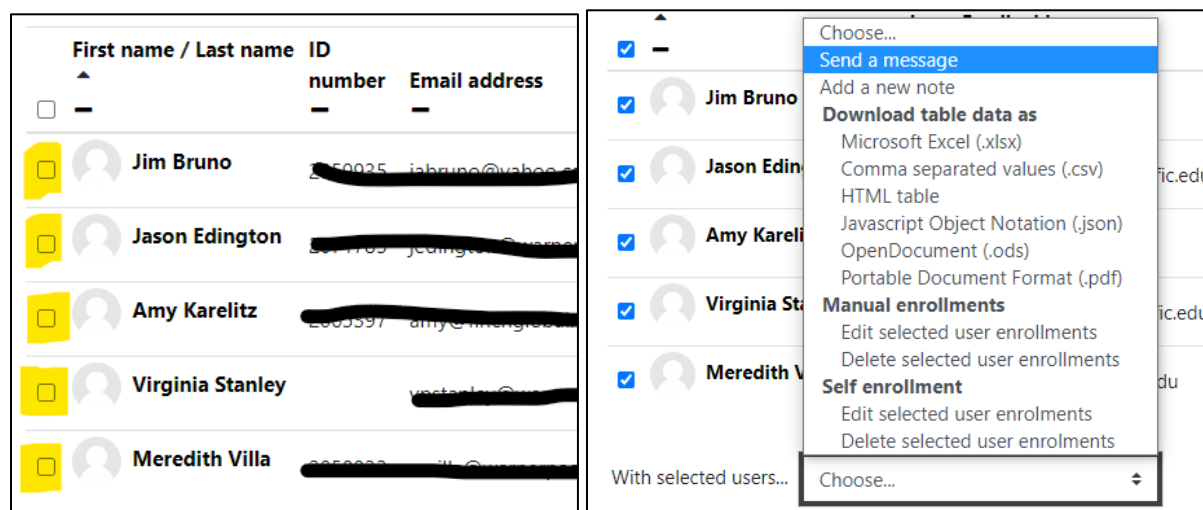 First name / Last name
ID number
Email address
Jim Bruno
Jason Edington
Amy Karelitz
Virginia Stanley
Meredith Villa
Jim Bruno
Jason Edin
Amy Kareli
Virginia Sta
Meredith V
fic.edu
ic.edu
du
Choose...
Send a message
Add a new note
Download table data as
Microsoft Excel (.xlsx)
Comma separated values (.csv)
HTML table
Javascript Object Notation (.json)
OpenDocument (.ods)
Portable Document Format (.pdf)
Manual enrollments
Edit selected user enrollments
Delete selected user enrollments
Self enrollment
Edit selected user enrolments
Delete selected user enrolments
With selected users...
Choose...